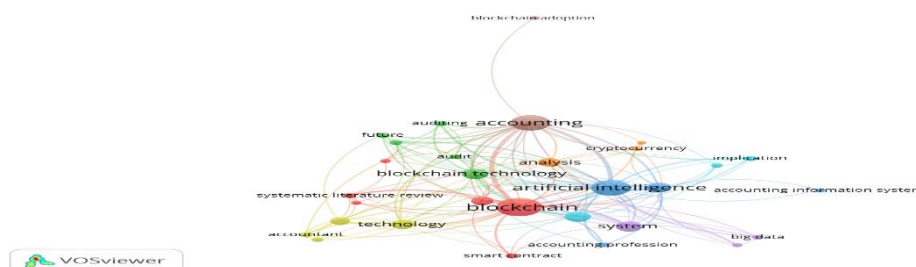 blockchain adoption
auditing
accounting
future
audit
analysis
cryptocurrency
implication
blockchain technology
artificial intelligence
accounting information system
systematic literature review
blockchain
technology
system
accountant
accounting profession
big data
smart contract
VOSviewer